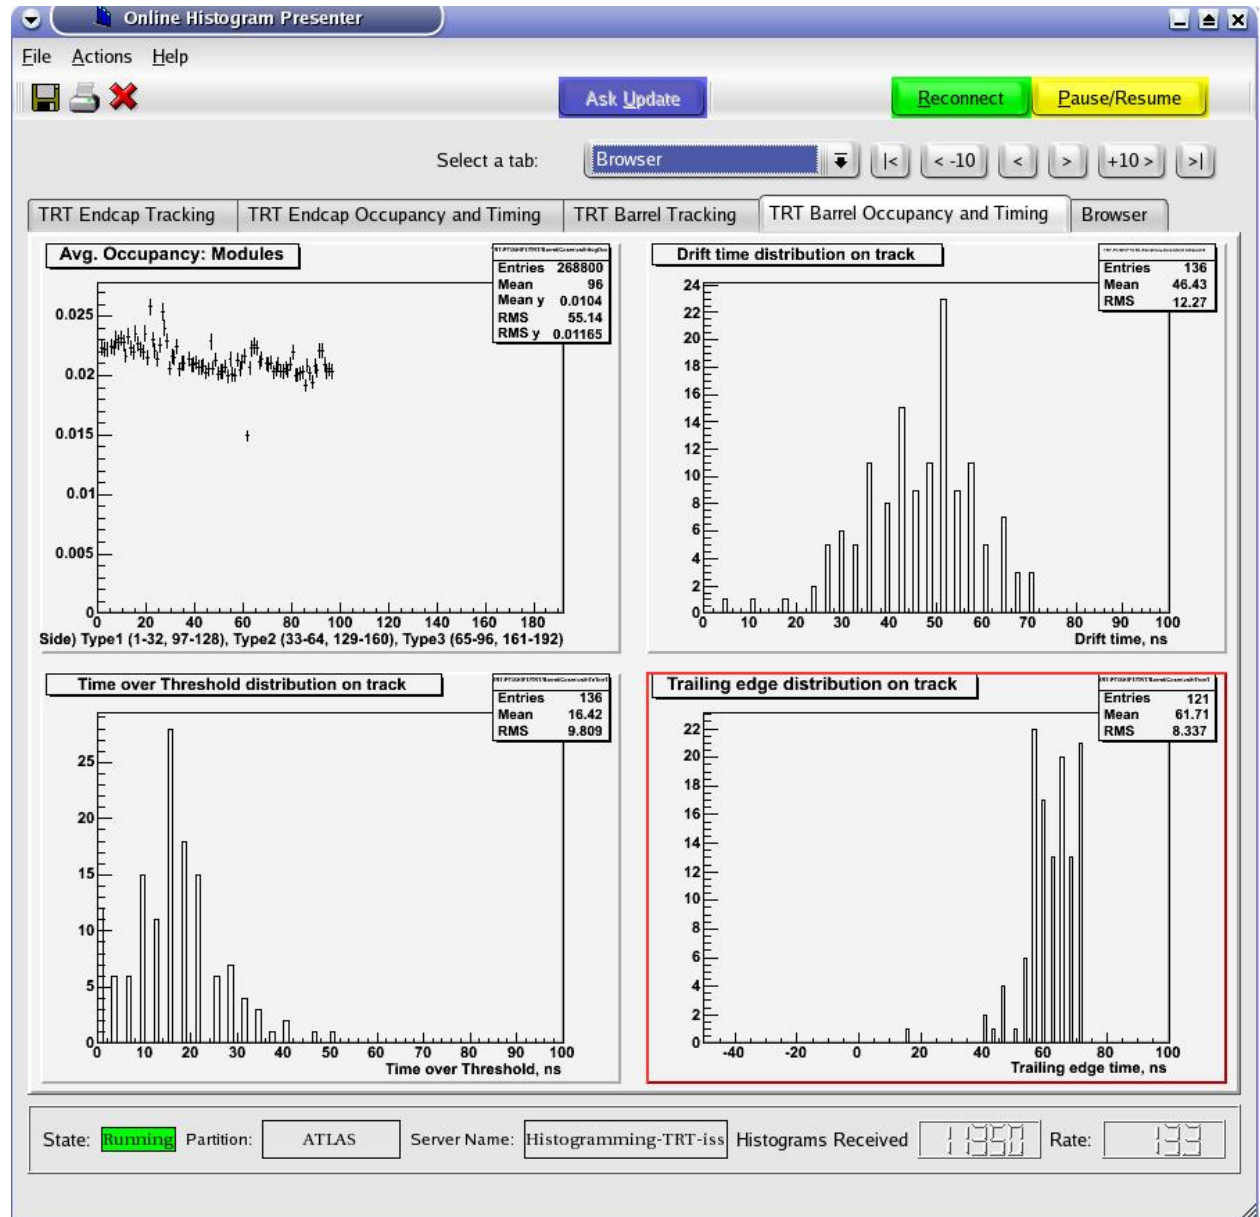 Online Histogram Presenter
File Actions Help
Ask Update Reconnect Pause/Resume
Select a tab: Browser |< < -10 < > +10 > >|
TRT Endcap Tracking TRT Endcap Occupancy and Timing TRT Barrel Tracking TRT Barrel Occupancy and Timing Browser
Avg. Occupancy: Modules
Entries 268800
Mean 96
Mean y 0.0104
RMS 55.14
RMS y 0.01165
0.025
0.02
0.015
0.01
0.005
0
0 20 40 60 80 100 120 140 160 180
Side) Type1 (1-32, 97-128), Type2 (33-64, 129-160), Type3 (65-96, 161-192)
Drift time distribution on track
Entries 136
Mean 46.43
RMS 12.27
24
22
20
18
16
14
12
10
8
6
4
2
0
0 10 20 30 40 50 60 70 80 90 100
Drift time, ns
Time over Threshold distribution on track
Entries 136
Mean 16.42
RMS 9.809
25
20
15
10
5
0
0 10 20 30 40 50 60 70 80 90 100
Time over Threshold, ns
Trailing edge distribution on track
Entries 121
Mean 61.71
RMS 8.337
22
20
18
16
14
12
10
8
6
4
2
0
-40 -20 0 20 40 60 80 100
Trailing edge time, ns
State: Running Partition: ATLAS Server Name: Histogramming-TRT-iss Histograms Received 11350 Rate: 133